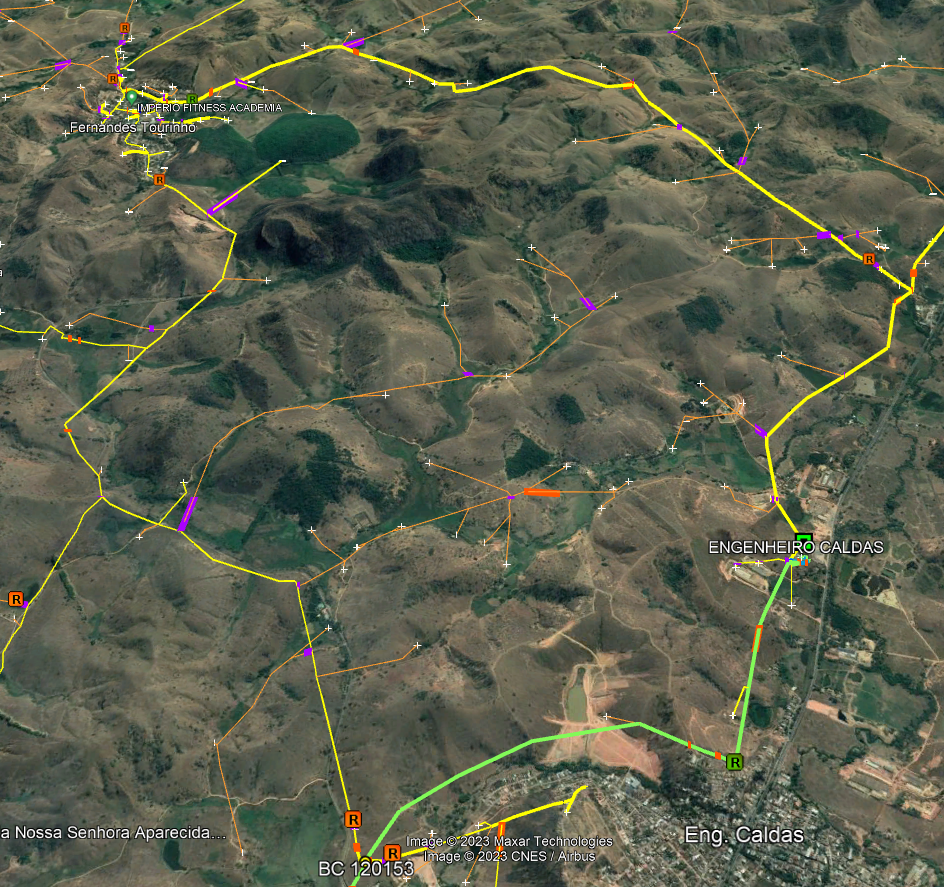 R
R
R
IMPERIO FITNESS ACADEMIA
Fernandes Tourinho
R
R
ENGENHEIRO CALDAS
R
R
R
R
Eng. Caldas
a Nossa Senhora Aparecida...
Image © 2023 Maxar Technologies
Image © 2023 CNES / Airbus
BC 120153